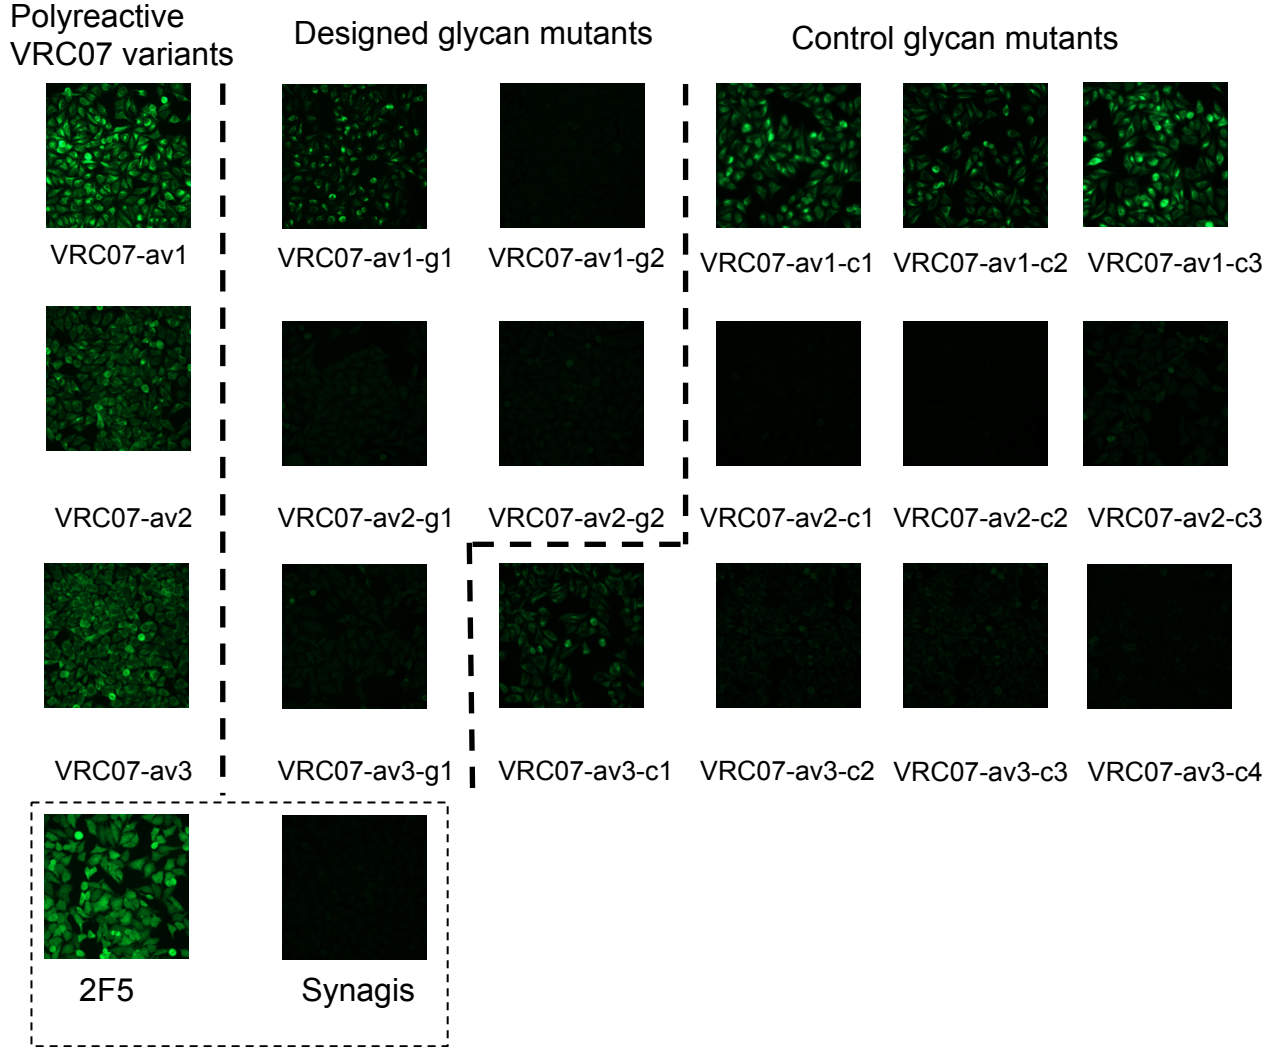 Polyreactive
VRC07 variants
Designed glycan mutants
Control glycan mutants
VRC07-av1
VRC07-av1-g1
VRC07-av1-g2
VRC07-av1-c1
VRC07-av1-c2
VRC07-av1-c3
VRC07-av2
VRC07-av2-g1
VRC07-av2-g2
VRC07-av2-c1
VRC07-av2-c2
VRC07-av2-c3
VRC07-av3
VRC07-av3-g1
VRC07-av3-c1
VRC07-av3-c2
VRC07-av3-c3
VRC07-av3-c4
2F5
Synagis